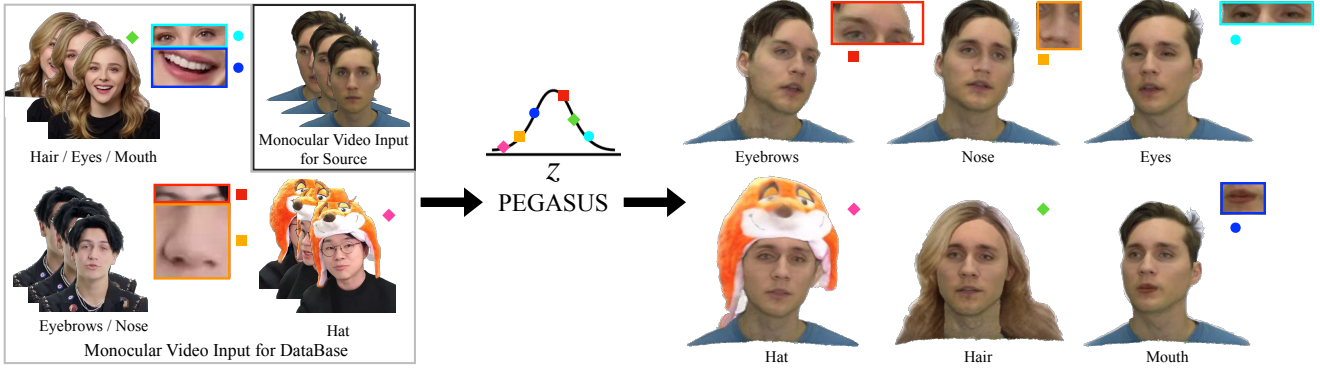 Hair / Eyes / Mouth
Monocular Video Input
for Source
Eyebrows / Nose
Hat
Monocular Video Input for DataBase
z
PEGASUS
Eyebrows
Nose
Eyes
Hat
Hair
Mouth